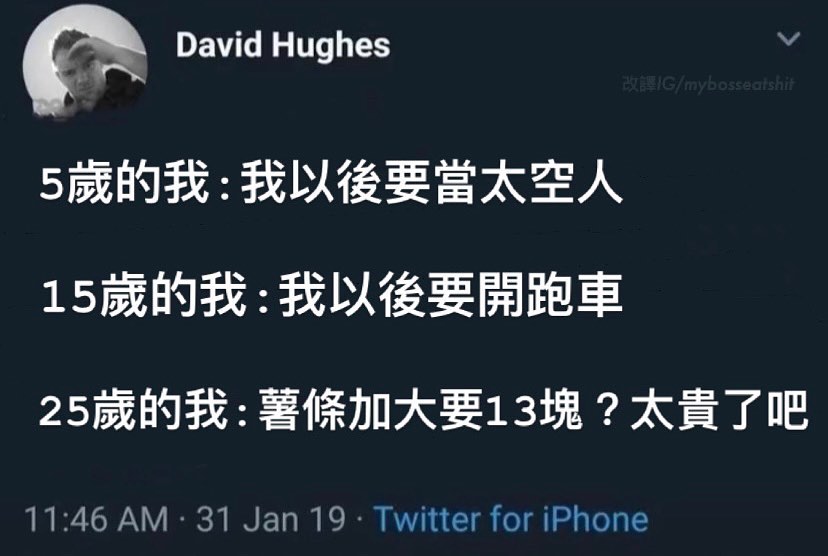 David Hughes
改譯IG/mybosseatshit
5歲的我:我以後要當太空人
15歲的我:我以後要開跑車
25歲的我:薯條加大要13塊?太貴了吧
11:46 AM · 31 Jan 19 · Twitter for iPhone